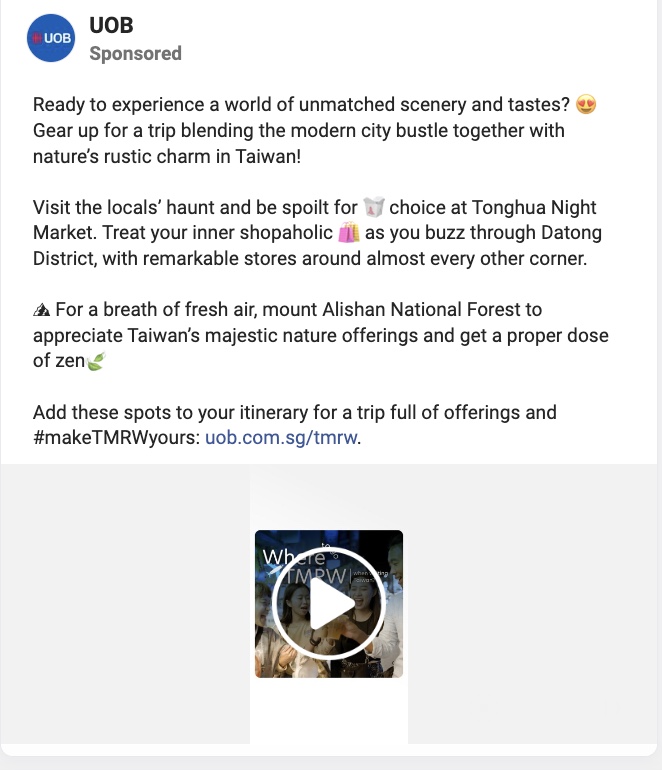 UOB
UOB
Sponsored
Ready to experience a world of unmatched scenery and tastes? 😍
Gear up for a trip blending the modern city bustle together with
nature’s rustic charm in Taiwan!
Visit the locals’ haunt and be spoilt for 🥡 choice at Tonghua Night
Market. Treat your inner shopaholic 🛍️ as you buzz through Datong
District, with remarkable stores around almost every other corner.
🏔 For a breath of fresh air, mount Alishan National Forest to
appreciate Taiwan’s majestic nature offerings and get a proper dose
of zen🍃
Add these spots to your itinerary for a trip full of offerings and
#makeTMRWyours: uob.com.sg/tmrw.
Where
to
TMRW